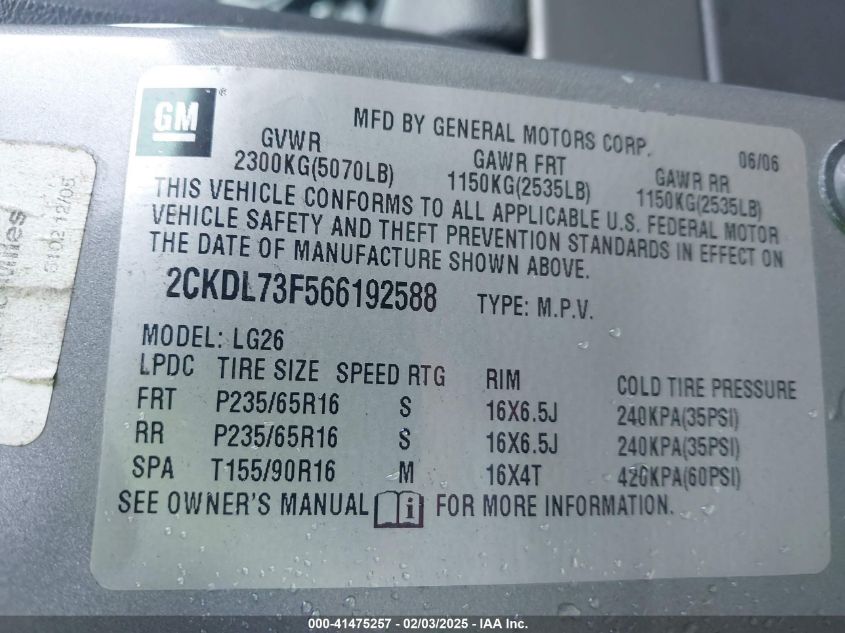 GM
®
MFD BY GENERAL MOTORS CORP. 06/06
GVWR GAWR FRT GAWR RR
2300KG(5070LB) 1150KG(2535LB) 1150KG(2535LB)
THIS VEHICLE CONFORMS TO ALL APPLICABLE U.S. FEDERAL MOTOR
VEHICLE SAFETY AND THEFT PREVENTION STANDARDS IN EFFECT ON
THE DATE OF MANUFACTURE SHOWN ABOVE.
2CKDL73F566192588 TYPE: M.P.V.
MODEL: LG26
LPDC TIRE SIZE SPEED RTG RIM COLD TIRE PRESSURE
FRT P235/65R16 S 16X6.5J 240KPA(35PSI)
RR P235/65R16 S 16X6.5J 240KPA(35PSI)
SPA T155/90R16 M 16X4T 420KPA(60PSI)
SEE OWNER'S MANUAL i FOR MORE INFORMATION.
Miles
12/05
000-41475257 - 02/03/2025 - IAA Inc.